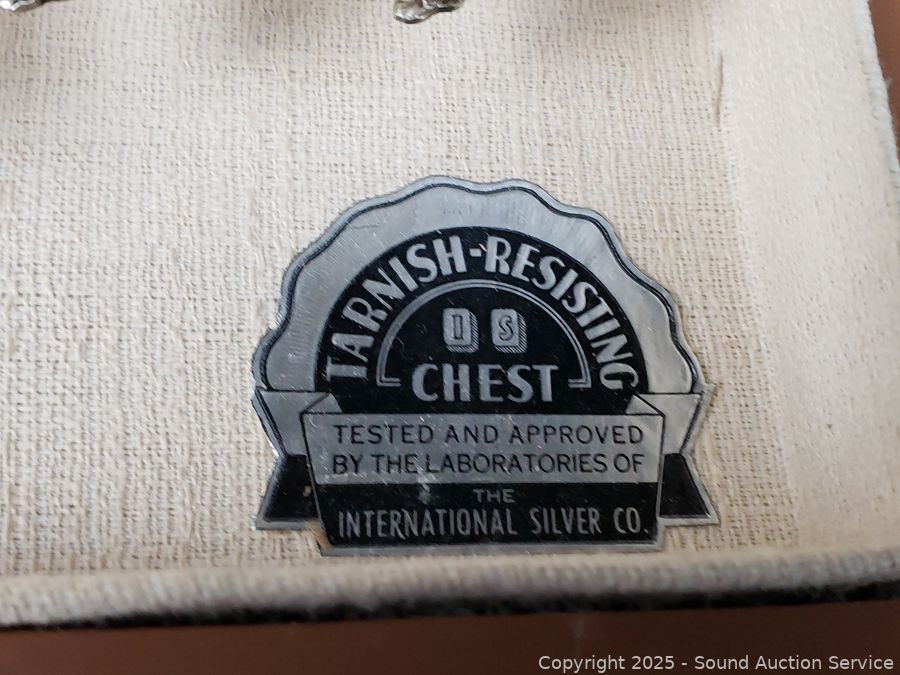 TARNISH-RESISTING
I S
CHEST
TESTED AND APPROVED
BY THE LABORATORIES OF
THE
INTERNATIONAL SILVER CO.
Copyright 2025 - Sound Auction Service